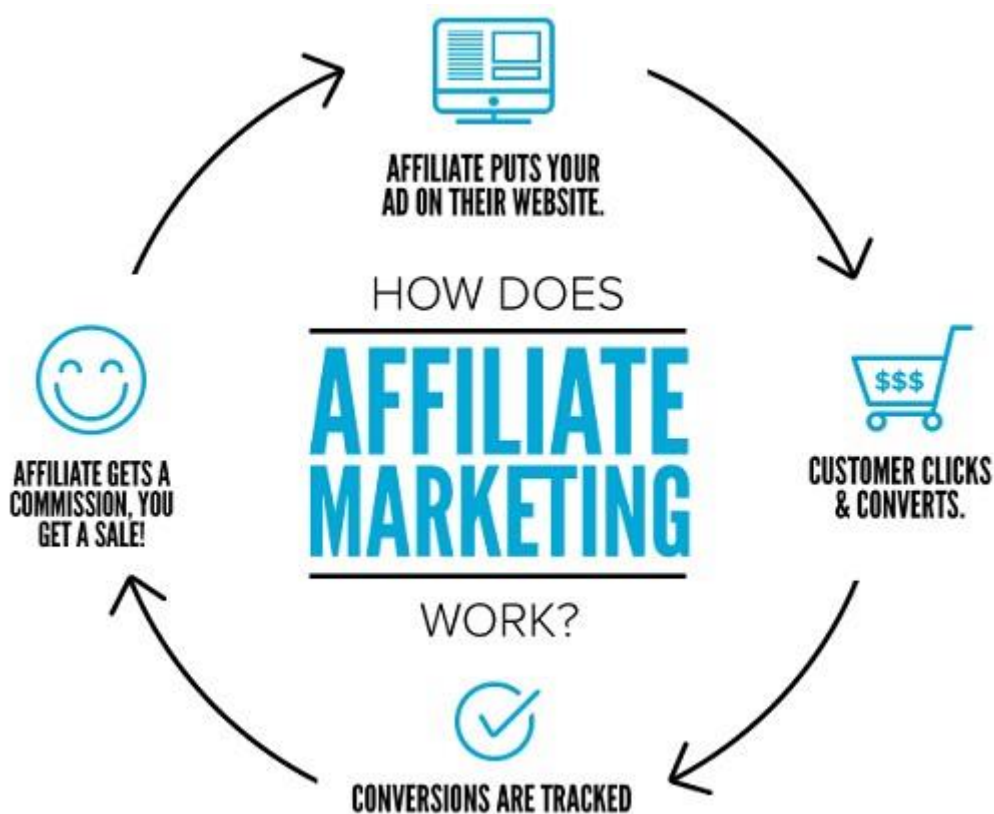 AFFILIATE PUTS YOUR
AD ON THEIR WEBSITE.
HOW DOES
AFFILIATE
MARKETING
WORK?
$$$
CUSTOMER CLICKS
& CONVERTS.
CONVERSIONS ARE TRACKED
AFFILIATE GETS A
COMMISSION, YOU
GET A SALE!